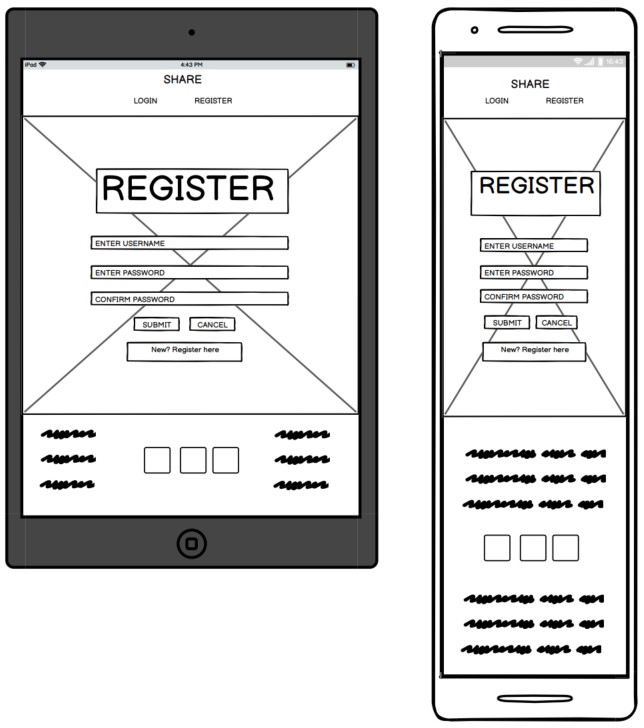 iPad 4:43 PM
SHARE
LOGIN REGISTER
REGISTER
ENTER USERNAME
ENTER PASSWORD
CONFIRM PASSWORD
SUBMIT CANCEL
New? Register here
16:43
SHARE
LOGIN REGISTER
REGISTER
ENTER USERNAME
ENTER PASSWORD
CONFIRM PASSWORD
SUBMIT CANCEL
New? Register here